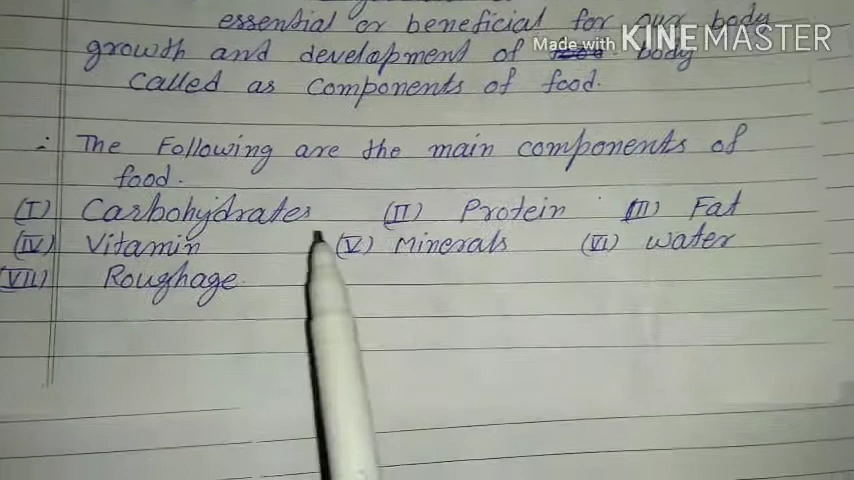 essential or beneficial for our body
growth and development of body
Called as components of food.
Made with KINEMASTER
∴ The Following are the main components of
food.
(I) Carbohydrates (II) Protein (III) Fat
(IV) Vitamin (V) Minerals (VI) water
(VII) Roughage